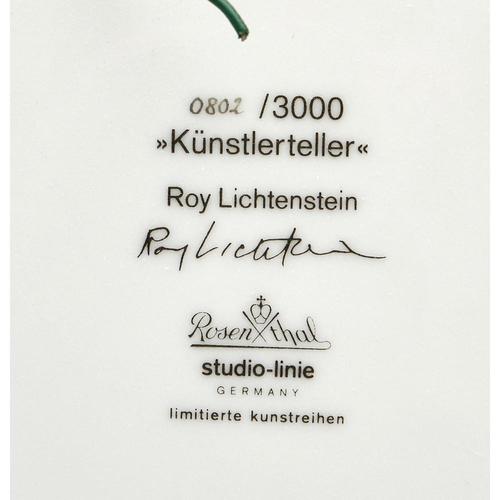 0802 /3000
»Künstlerteller«
Roy Lichtenstein
Roy Lichtenstein
Rosenthal
studio-linie
GERMANY
limitierte kunstreihen